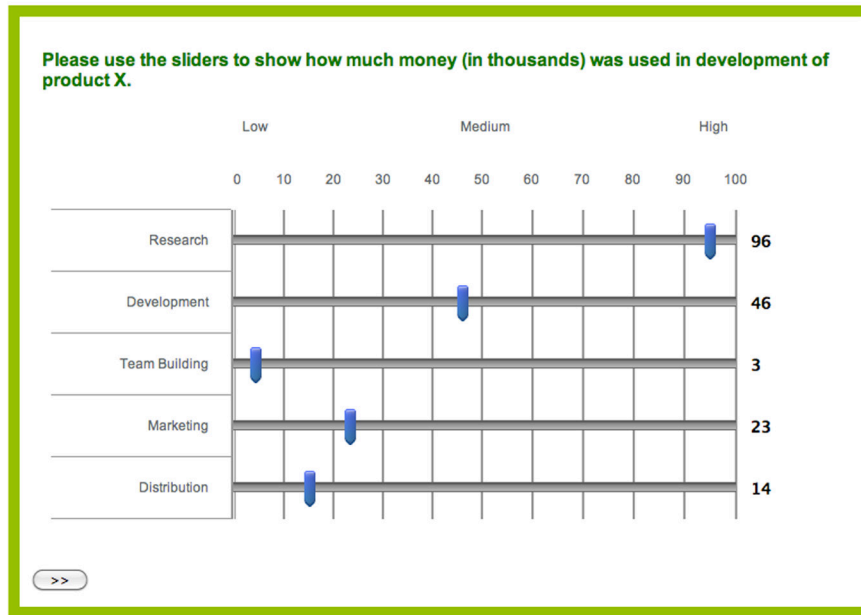 Please use the sliders to show how much money (in thousands) was used in development of
product X.
Low Medium High
0 10 20 30 40 50 60 70 80 90 100
Research 96
Development 46
Team Building 3
Marketing 23
Distribution 14
>>